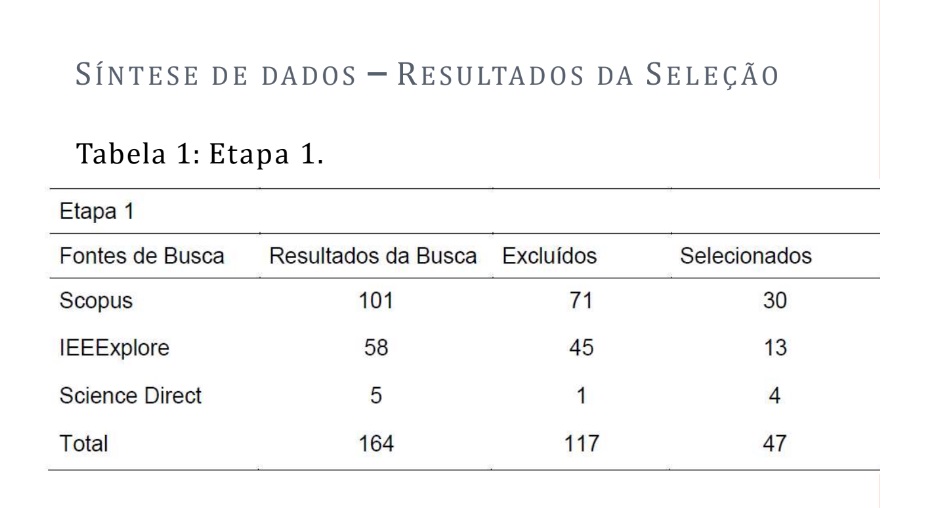 SÍNTESE DE DADOS – RESULTADOS DA SELEÇÃO
Tabela 1: Etapa 1.
Etapa 1
Fontes de Busca Resultados da Busca Excluídos Selecionados
Scopus 101 71 30
IEEExplore 58 45 13
Science Direct 5 1 4
Total 164 117 47